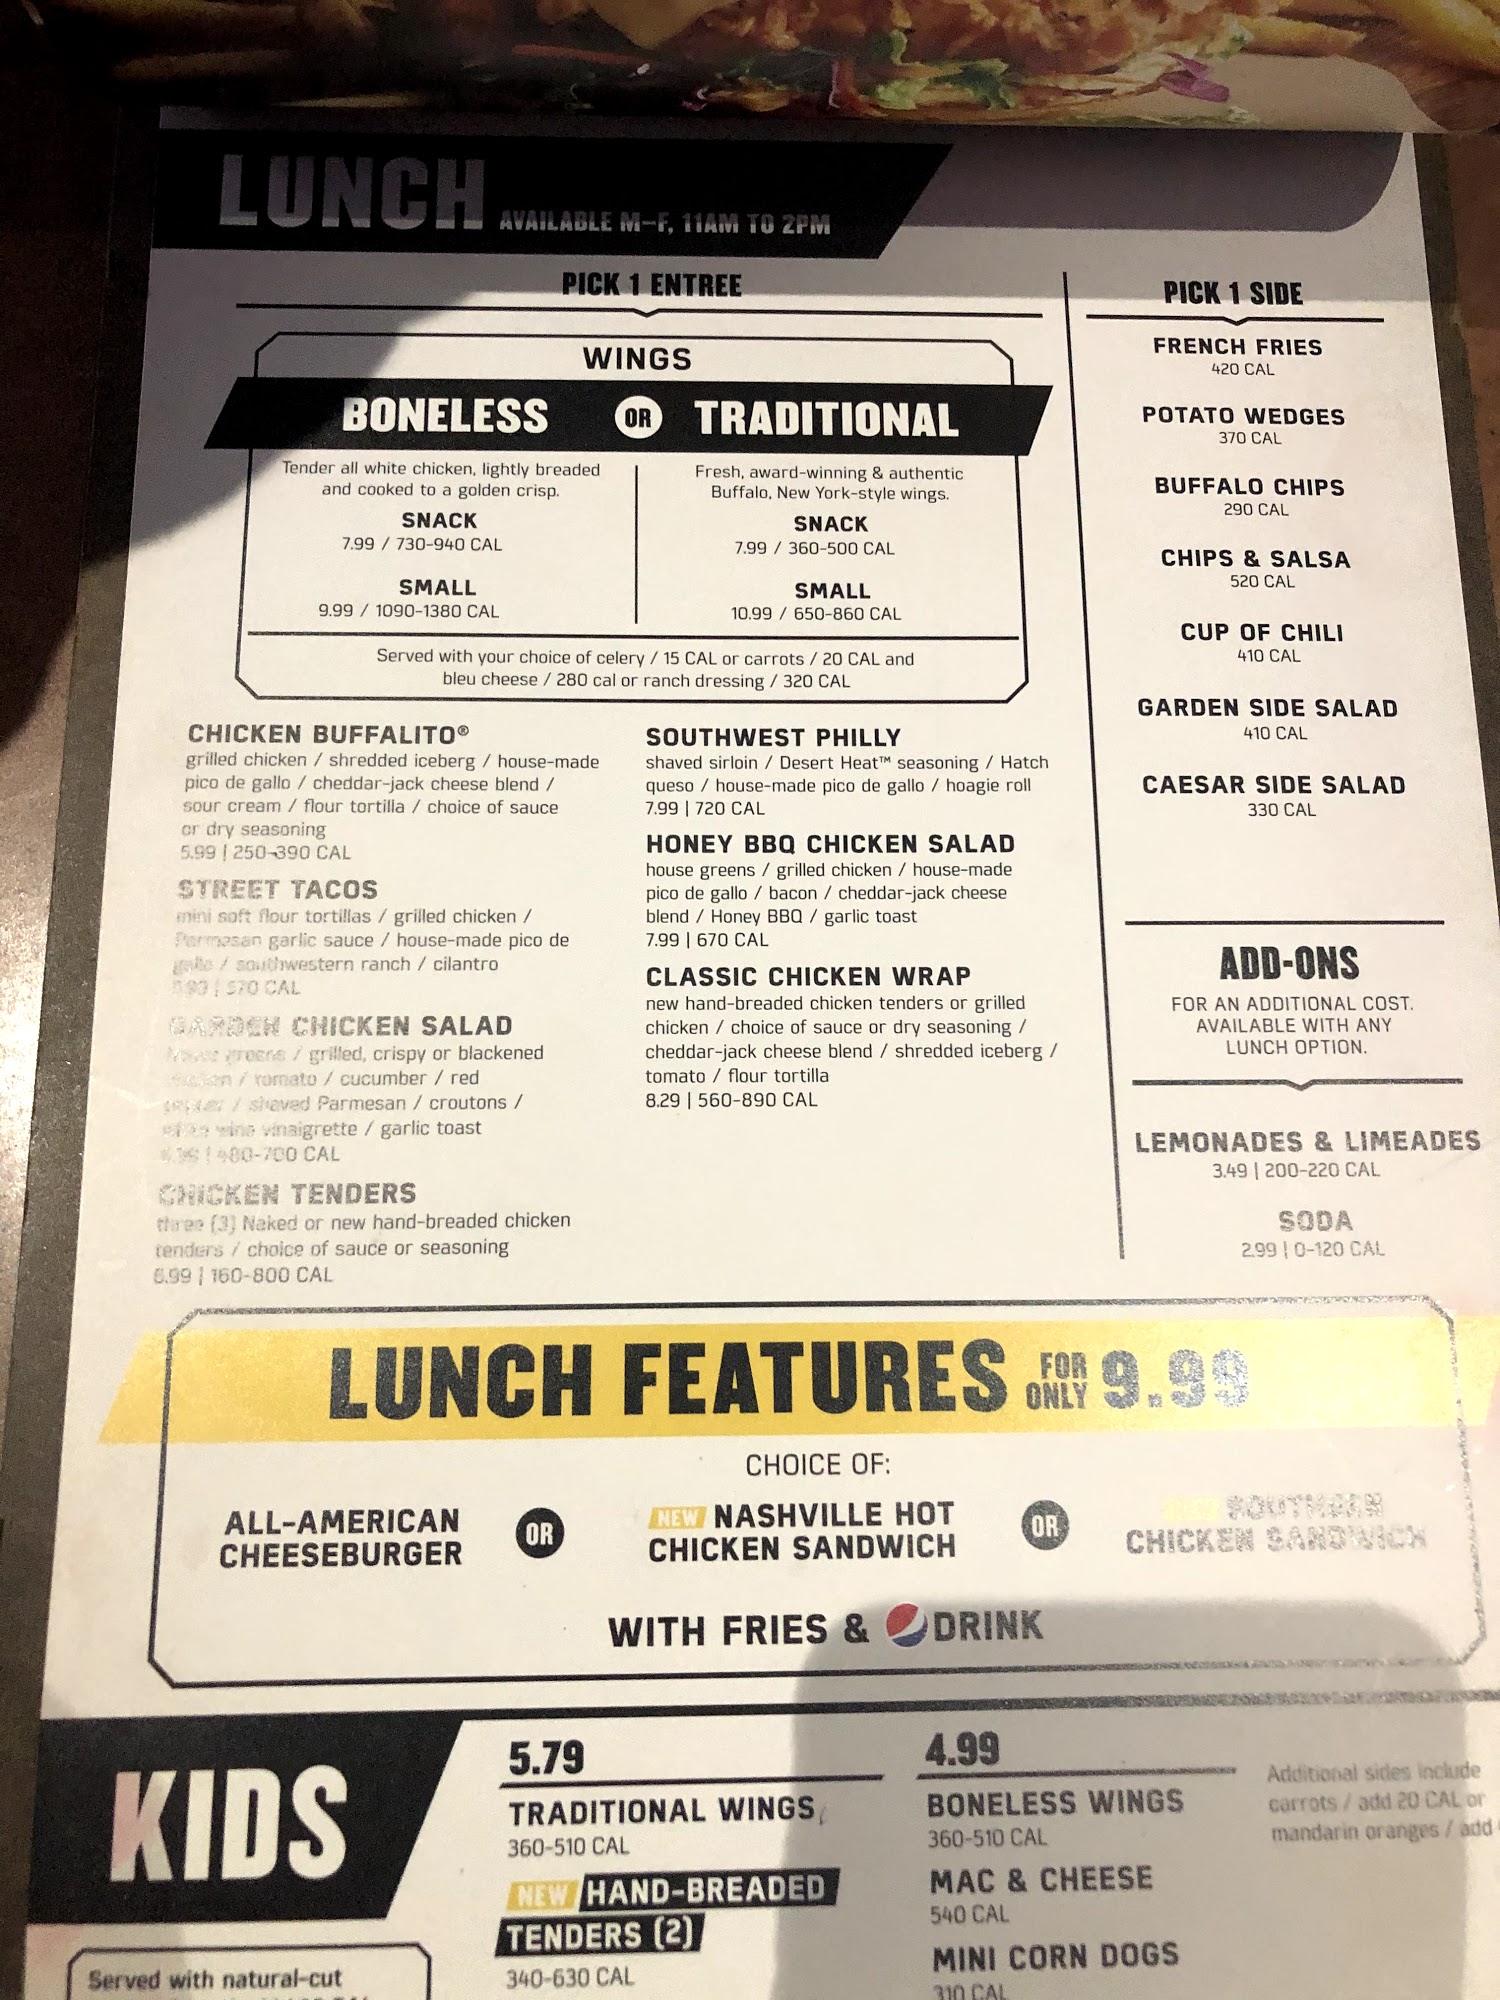 LUNCH AVAILABLE M-F, 11AM TO 2PM
PICK 1 ENTREE
WINGS
BONELESS OR TRADITIONAL
Tender all white chicken, lightly breaded
and cooked to a golden crisp.
SNACK
7.99 / 730-940 CAL
SMALL
9.99 / 1090-1380 CAL
Fresh, award-winning & authentic
Buffalo, New York-style wings.
SNACK
7.99 / 360-500 CAL
SMALL
10.99 / 650-860 CAL
Served with your choice of celery / 15 CAL or carrots / 20 CAL and
bleu cheese / 280 cal or ranch dressing / 320 CAL
CHICKEN BUFFALITO®
grilled chicken / shredded iceberg / house-made
pico de gallo / cheddar-jack cheese blend /
sour cream / flour tortilla / choice of sauce
or dry seasoning
5.99 | 250-390 CAL
STREET TACOS
mini soft flour tortillas / grilled chicken /
Parmesan garlic sauce / house-made pico de
gallo / southwestern ranch / cilantro
570 CAL
GARDEN CHICKEN SALAD
greens / grilled, crispy or blackened
/ tomato / cucumber / red
/ shaved Parmesan / croutons /
wine vinaigrette / garlic toast
480-700 CAL
CHICKEN TENDERS
three (3) Naked or new hand-breaded chicken
tenders / choice of sauce or seasoning
6.99 | 160-800 CAL
SOUTHWEST PHILLY
shaved sirloin / Desert Heat™ seasoning / Hatch
queso / house-made pico de gallo / hoagie roll
7.99 | 720 CAL
HONEY BBQ CHICKEN SALAD
house greens / grilled chicken / house-made
pico de gallo / bacon / cheddar-jack cheese
blend / Honey BBQ / garlic toast
7.99 | 670 CAL
CLASSIC CHICKEN WRAP
new hand-breaded chicken tenders or grilled
chicken / choice of sauce or dry seasoning /
cheddar-jack cheese blend / shredded iceberg /
tomato / flour tortilla
8.29 | 560-890 CAL
PICK 1 SIDE
FRENCH FRIES
420 CAL
POTATO WEDGES
370 CAL
BUFFALO CHIPS
290 CAL
CHIPS & SALSA
520 CAL
CUP OF CHILI
410 CAL
GARDEN SIDE SALAD
410 CAL
CAESAR SIDE SALAD
330 CAL
ADD-ONS
FOR AN ADDITIONAL COST.
AVAILABLE WITH ANY
LUNCH OPTION.
LEMONADES & LIMEADES
3.49 | 200-220 CAL
SODA
2.99 | 0-120 CAL
LUNCH FEATURES FOR ONLY 9.99
CHOICE OF:
ALL-AMERICAN
CHEESEBURGER
OR
NEW NASHVILLE HOT
CHICKEN SANDWICH
OR
SOUTHERN
CHICKEN SANDWICH
WITH FRIES & DRINK
KIDS
Served with natural-cut
5.79
TRADITIONAL WINGS
360-510 CAL
NEW HAND-BREADED
TENDERS (2)
340-630 CAL
4.99
BONELESS WINGS
360-510 CAL
MAC & CHEESE
540 CAL
MINI CORN DOGS
310 CAL
Additional sides include
carrots / add 20 CAL or
mandarin oranges / add